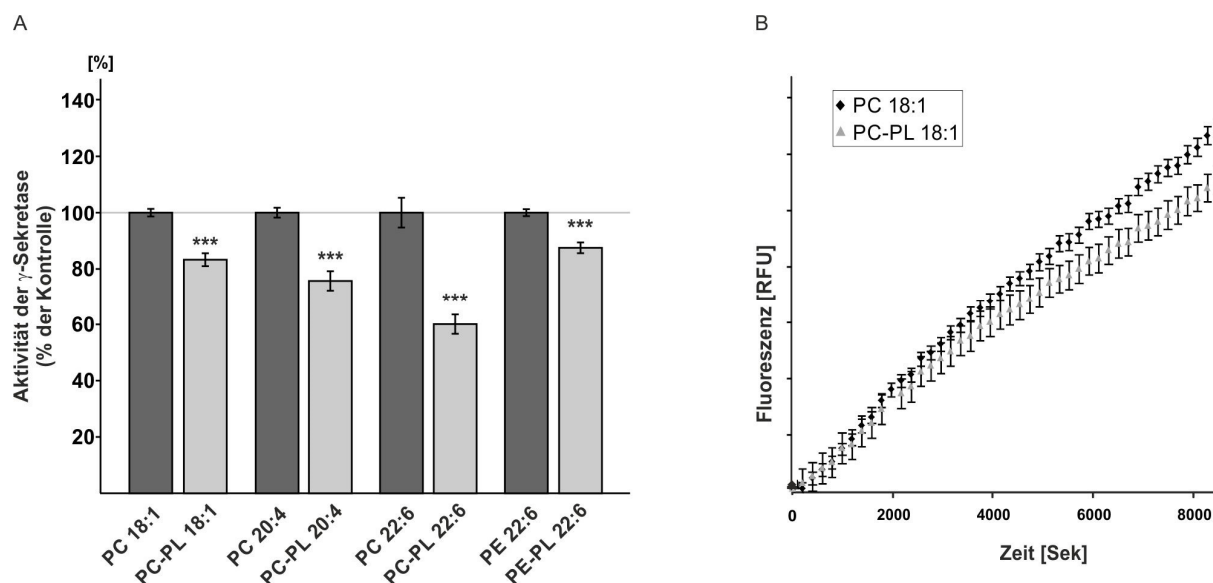 A
[%]
Aktivität der γ-Sekretase
(% der Kontrolle)
140
120
100
80
60
40
20
***
***
***
***
PC 18:1
PC-PL 18:1
PC 20:4
PC-PL 20:4
PC 22:6
PC-PL 22:6
PE 22:6
PE-PL 22:6
B
PC 18:1
PC-PL 18:1
Fluoreszenz [RFU]
0
2000
4000
6000
8000
Zeit [Sek]